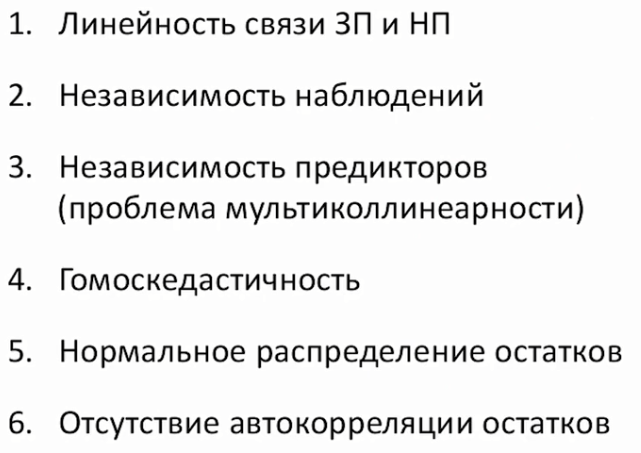 1. Линейность связи ЗП и НП
2. Независимость наблюдений
3. Независимость предикторов
(проблема мультиколлинеарности)
4. Гомоскедастичность
5. Нормальное распределение остатков
6. Отсутствие автокорреляции остатков